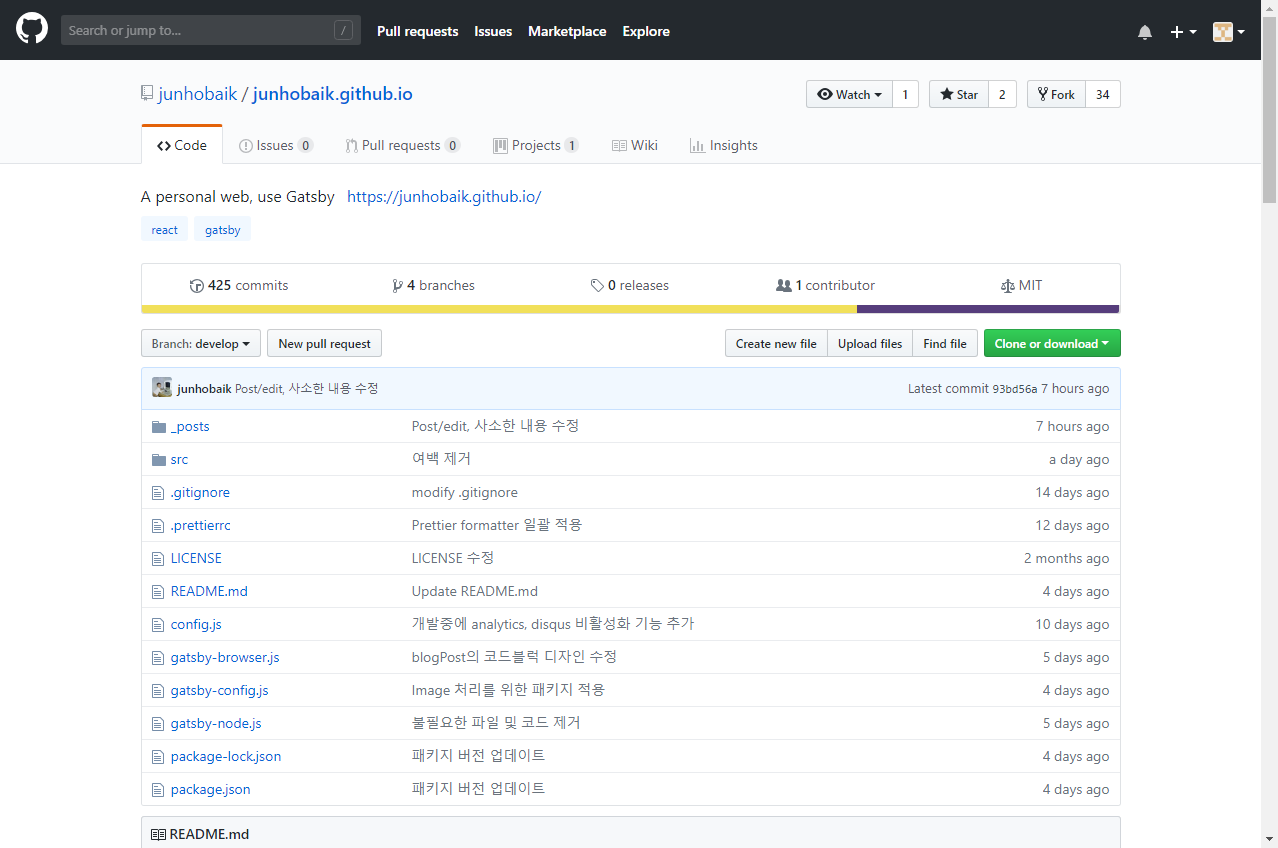 Search or jump to... / Pull requests Issues Marketplace Explore
junhobaik / junhobaik.github.io Watch 1 Star 2 Fork 34
Code Issues 0 Pull requests 0 Projects 1 Wiki Insights
A personal web, use Gatsby https://junhobaik.github.io/
react gatsby
425 commits 4 branches 0 releases 1 contributor MIT
Branch: develop New pull request Create new file Upload files Find file Clone or download
junhobaik Post/edit, 사소한 내용 수정 Latest commit 93bd56a 7 hours ago
_posts Post/edit, 사소한 내용 수정 7 hours ago
src 여백 제거 a day ago
.gitignore modify .gitignore 14 days ago
.prettierrc Prettier formatter 일괄 적용 12 days ago
LICENSE LICENSE 수정 2 months ago
README.md Update README.md 4 days ago
config.js 개발중에 analytics, disqus 비활성화 기능 추가 10 days ago
gatsby-browser.js blogPost의 코드블럭 디자인 수정 5 days ago
gatsby-config.js Image 처리를 위한 패키지 적용 4 days ago
gatsby-node.js 불필요한 파일 및 코드 제거 5 days ago
package-lock.json 패키지 버전 업데이트 4 days ago
package.json 패키지 버전 업데이트 4 days ago
README.md